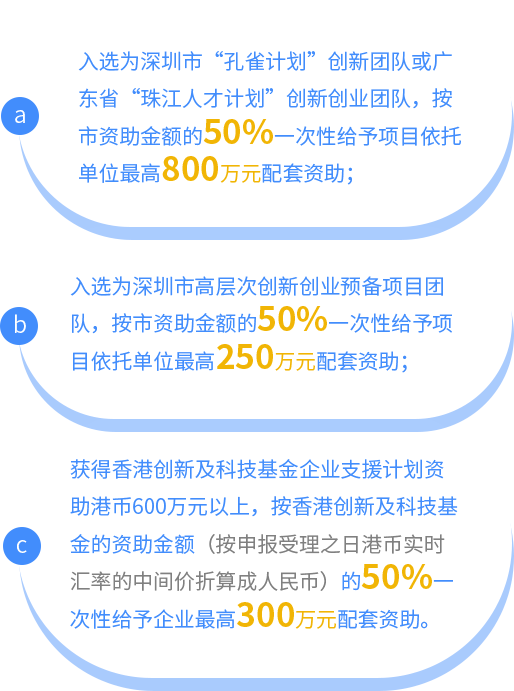 入选为深圳市“孔雀计划”创新团队或广
a
东省“珠江人才计划”创新创业团队，按
市资助金额的50%一次性给予项目依托
单位最高800万元配套资助；
入选为深圳市高层次创新创业预备项目团
b
队，按市资助金额的50%一次性给予项
目依托单位最高250万元配套资助；
获得香港创新及科技基金企业支援计划资
助港币600万元以上，按香港创新及科技基
c
金的资助金额（按申报受理之日港币实时
汇率的中间价折算成人民币）的50%一
次性给予企业最高300万元配套资助。